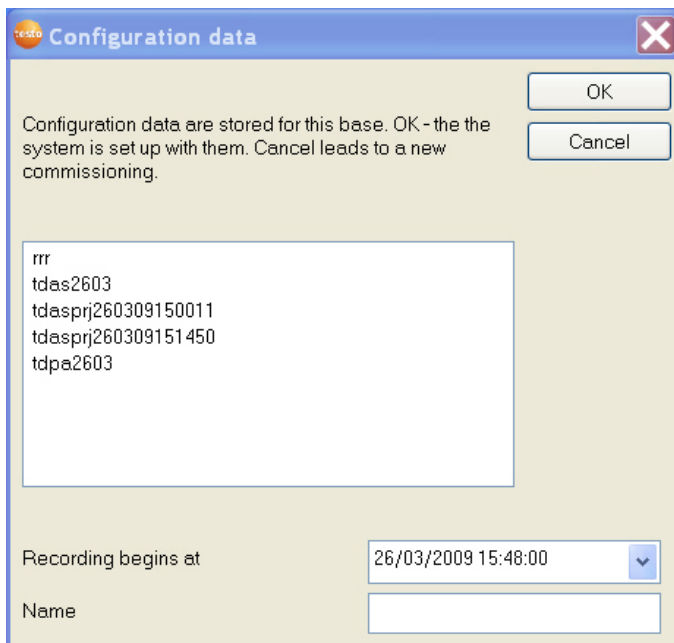 testo Configuration data
OK
Configuration data are stored for this base. OK - the the
system is set up with them. Cancel leads to a new
commissioning.
Cancel
rrr
tdas2603
tdasprj260309150011
tdasprj260309151450
tdpa2603
Recording begins at 26/03/2009 15:48:00
Name